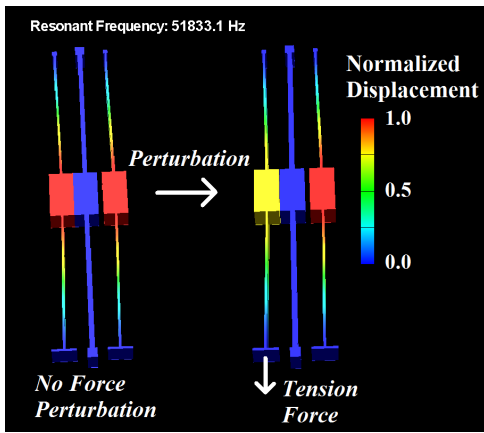 Resonant Frequency: 51833.1 Hz
Normalized
Displacement
1.0
0.5
0.0
Perturbation
No Force
Perturbation
Tension
Force